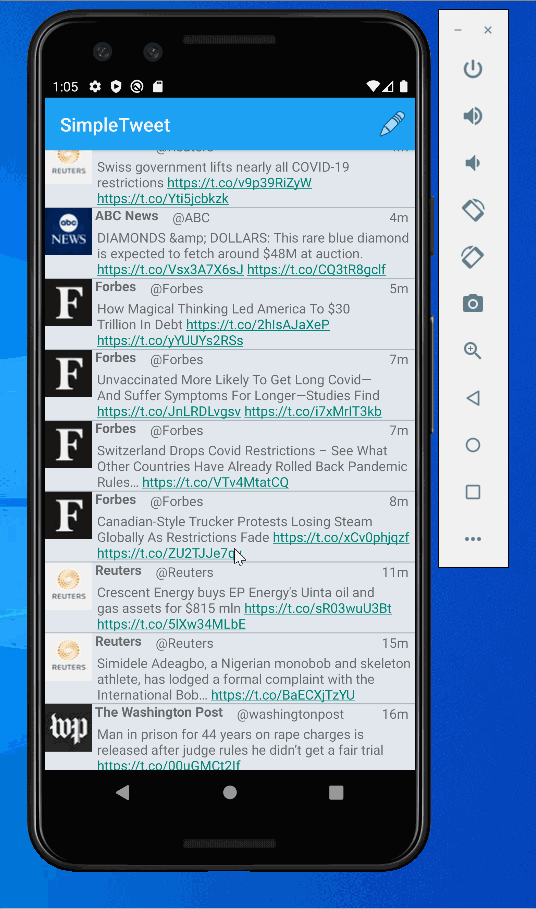 1:05
SimpleTweet
REUTERS
@Reuters
Swiss government lifts nearly all COVID-19
restrictions https://t.co/v9p39RiZyW
https://t.co/Yti5jcbkzk
abc
NEWS
ABC News @ABC 4m
DIAMONDS &amp; DOLLARS: This rare blue diamond
is expected to fetch around $48M at auction.
https://t.co/Vsx3A7X6sJ https://t.co/CQ3tR8gclf
F
Forbes @Forbes 5m
How Magical Thinking Led America To $30
Trillion In Debt https://t.co/2hIsAJaXeP
https://t.co/yYUUYs2RSs
F
Forbes @Forbes 7m
Unvaccinated More Likely To Get Long Covid—
And Suffer Symptoms For Longer—Studies Find
https://t.co/JnLRDLvgsv https://t.co/i7xMrlT3kb
F
Forbes @Forbes 7m
Switzerland Drops Covid Restrictions – See What
Other Countries Have Already Rolled Back Pandemic
Rules… https://t.co/VTv4MtatCQ
F
Forbes @Forbes 8m
Canadian-Style Trucker Protests Losing Steam
Globally As Restrictions Fade https://t.co/xCv0phjqzf
REUTERS
Reuters @Reuters 11m
Crescent Energy buys EP Energy's Uinta oil and
gas assets for $815 mln https://t.co/sR03wuU3Bt
https://t.co/5lXw34MLbE
REUTERS
Reuters @Reuters 15m
Simidele Adeagbo, a Nigerian monobob and skeleton
athlete, has lodged a formal complaint with the
International Bob… https://t.co/BaECXjTzYU
wp
The Washington Post @washingtonpost 16m
Man in prison for 44 years on rape charges is
released after judge rules he didn't get a fair trial
https://t.co/00uGMCt2If